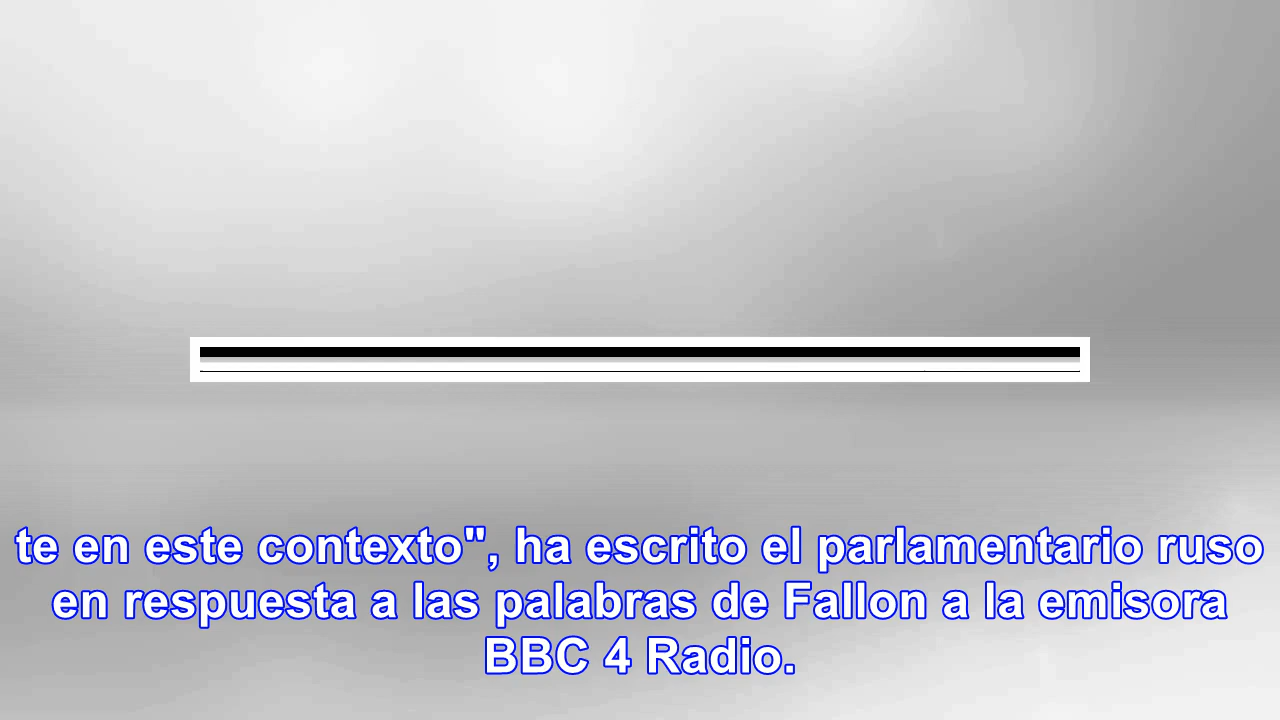 te en este contexto", ha escrito el parlamentario ruso
en respuesta a las palabras de Fallon a la emisora
BBC 4 Radio.